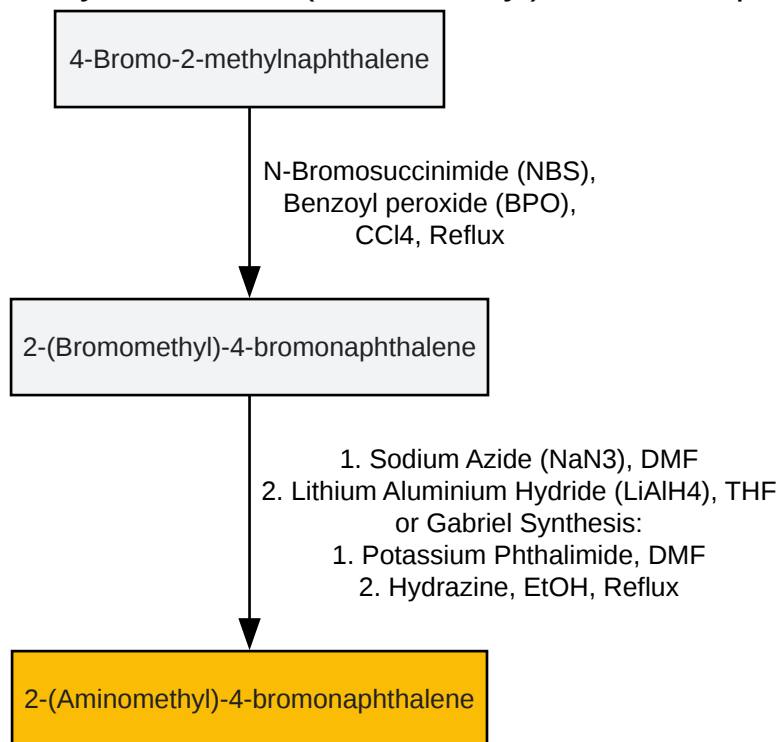 4-Bromo-2-methylnaphthalene
N-Bromosuccinimide (NBS),
Benzoyl peroxide (BPO),
CCl4, Reflux
2-(Bromomethyl)-4-bromonaphthalene
1. Sodium Azide (NaN3), DMF
2. Lithium Aluminium Hydride (LiAlH4), THF
or Gabriel Synthesis:
1. Potassium Phthalimide, DMF
2. Hydrazine, EtOH, Reflux
2-(Aminomethyl)-4-bromonaphthalene